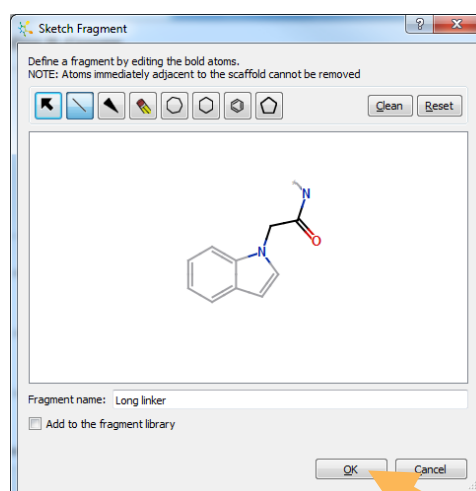 Sketch Fragment
Define a fragment by editing the bold atoms.
NOTE: Atoms immediately adjacent to the scaffold cannot be removed
Clean Reset
N
O
N
Fragment name: Long linker
Add to the fragment library
OK Cancel